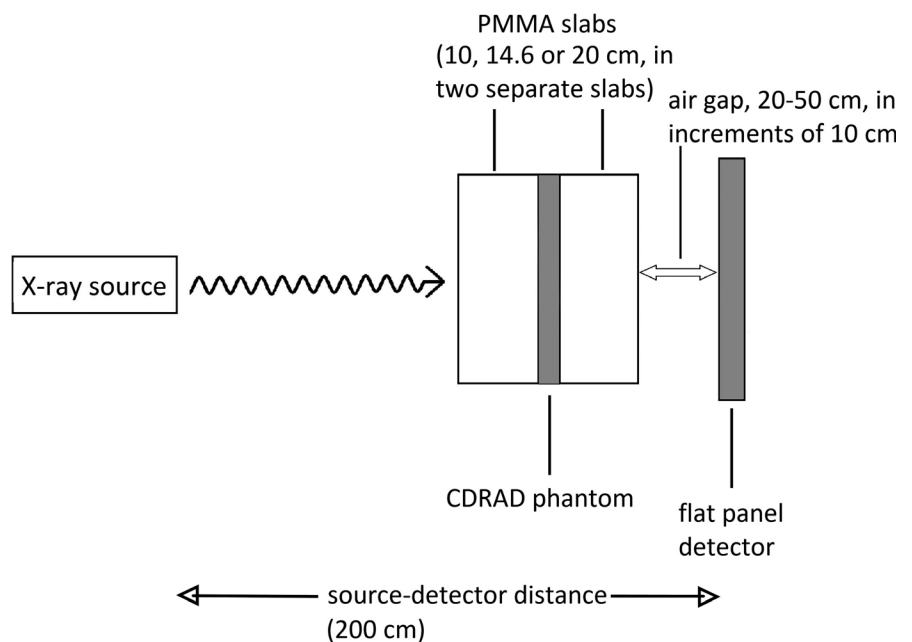 PMMA slabs
(10, 14.6 or 20 cm, in
two separate slabs)
air gap, 20-50 cm, in
increments of 10 cm
X-ray source
CDRAD phantom
flat panel
detector
source-detector distance
(200 cm)